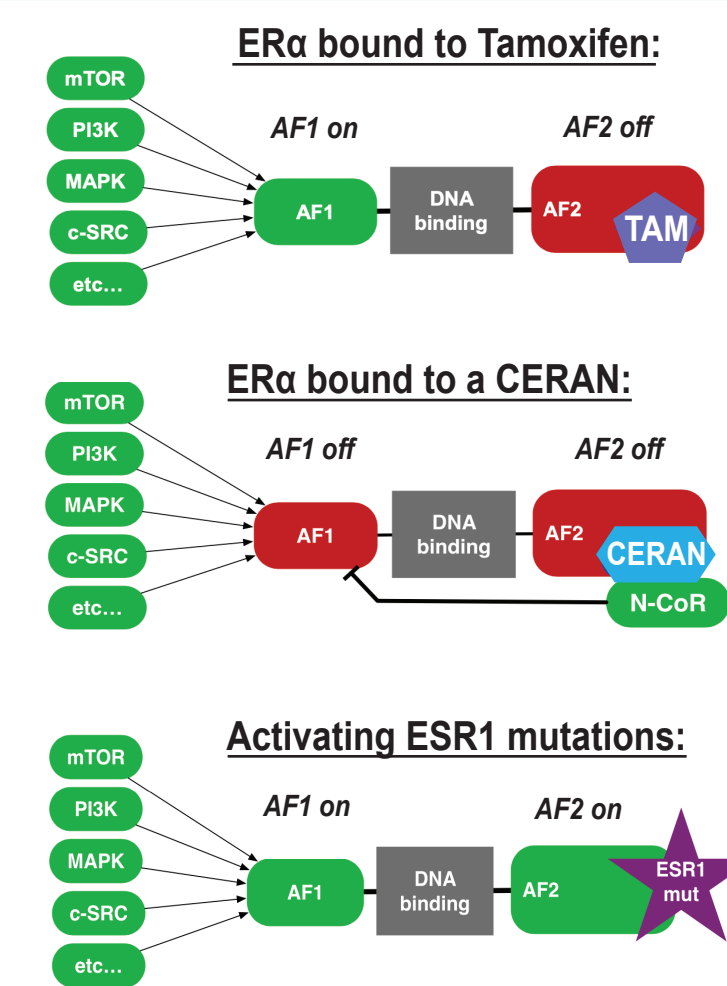 ERα bound to Tamoxifen:
mTOR
PI3K
MAPK
c-SRC
etc...
AF1 on
AF2 off
AF1
DNA
binding
AF2
TAM
ERα bound to a CERAN:
mTOR
PI3K
MAPK
c-SRC
etc...
AF1 off
AF2 off
AF1
DNA
binding
AF2
CERAN
N-CoR
Activating ESR1 mutations:
mTOR
PI3K
MAPK
c-SRC
etc...
AF1 on
AF2 on
AF1
DNA
binding
AF2
ESR1
mut